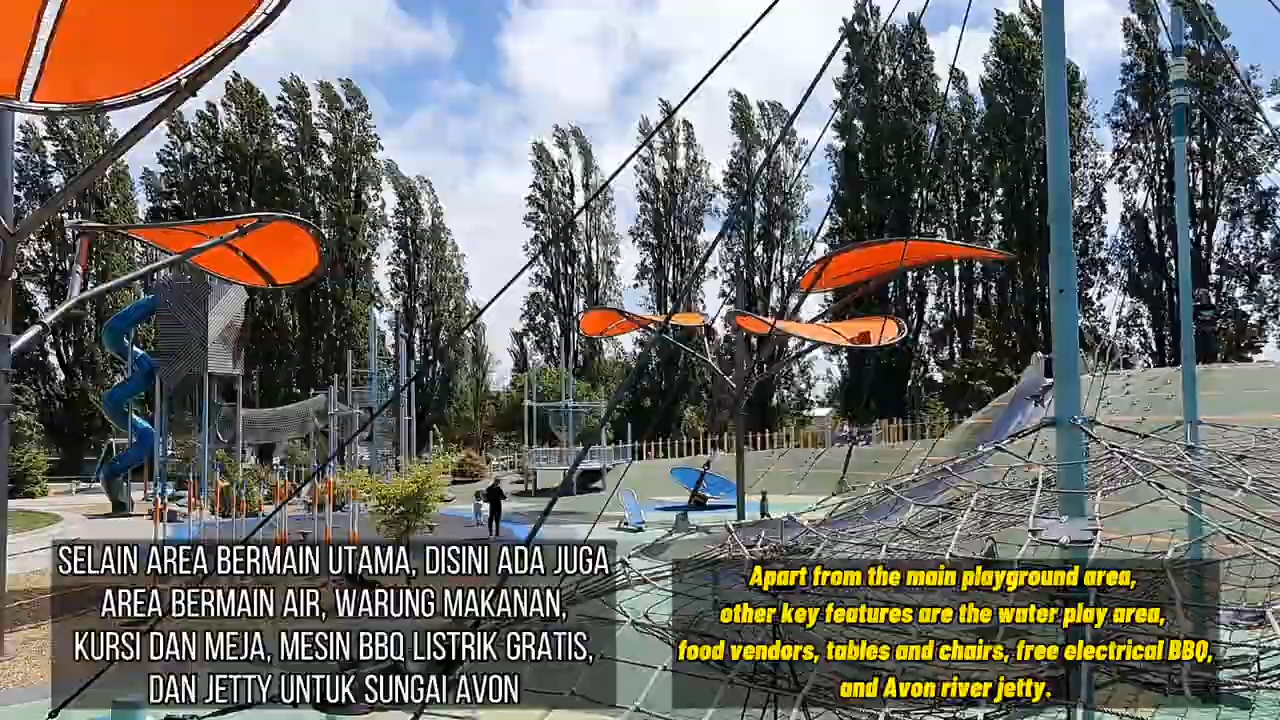 SELAIN AREA BERMAIN UTAMA, DISINI ADA JUGA
AREA BERMAIN AIR, WARUNG MAKANAN,
KURSI DAN MEJA, MESIN BBQ LISTRIK GRATIS,
DAN JETTY UNTUK SUNGAI AVON
Apart from the main playground area,
other key features are the water play area,
food vendors, tables and chairs, free electrical BBQ,
and Avon river jetty.